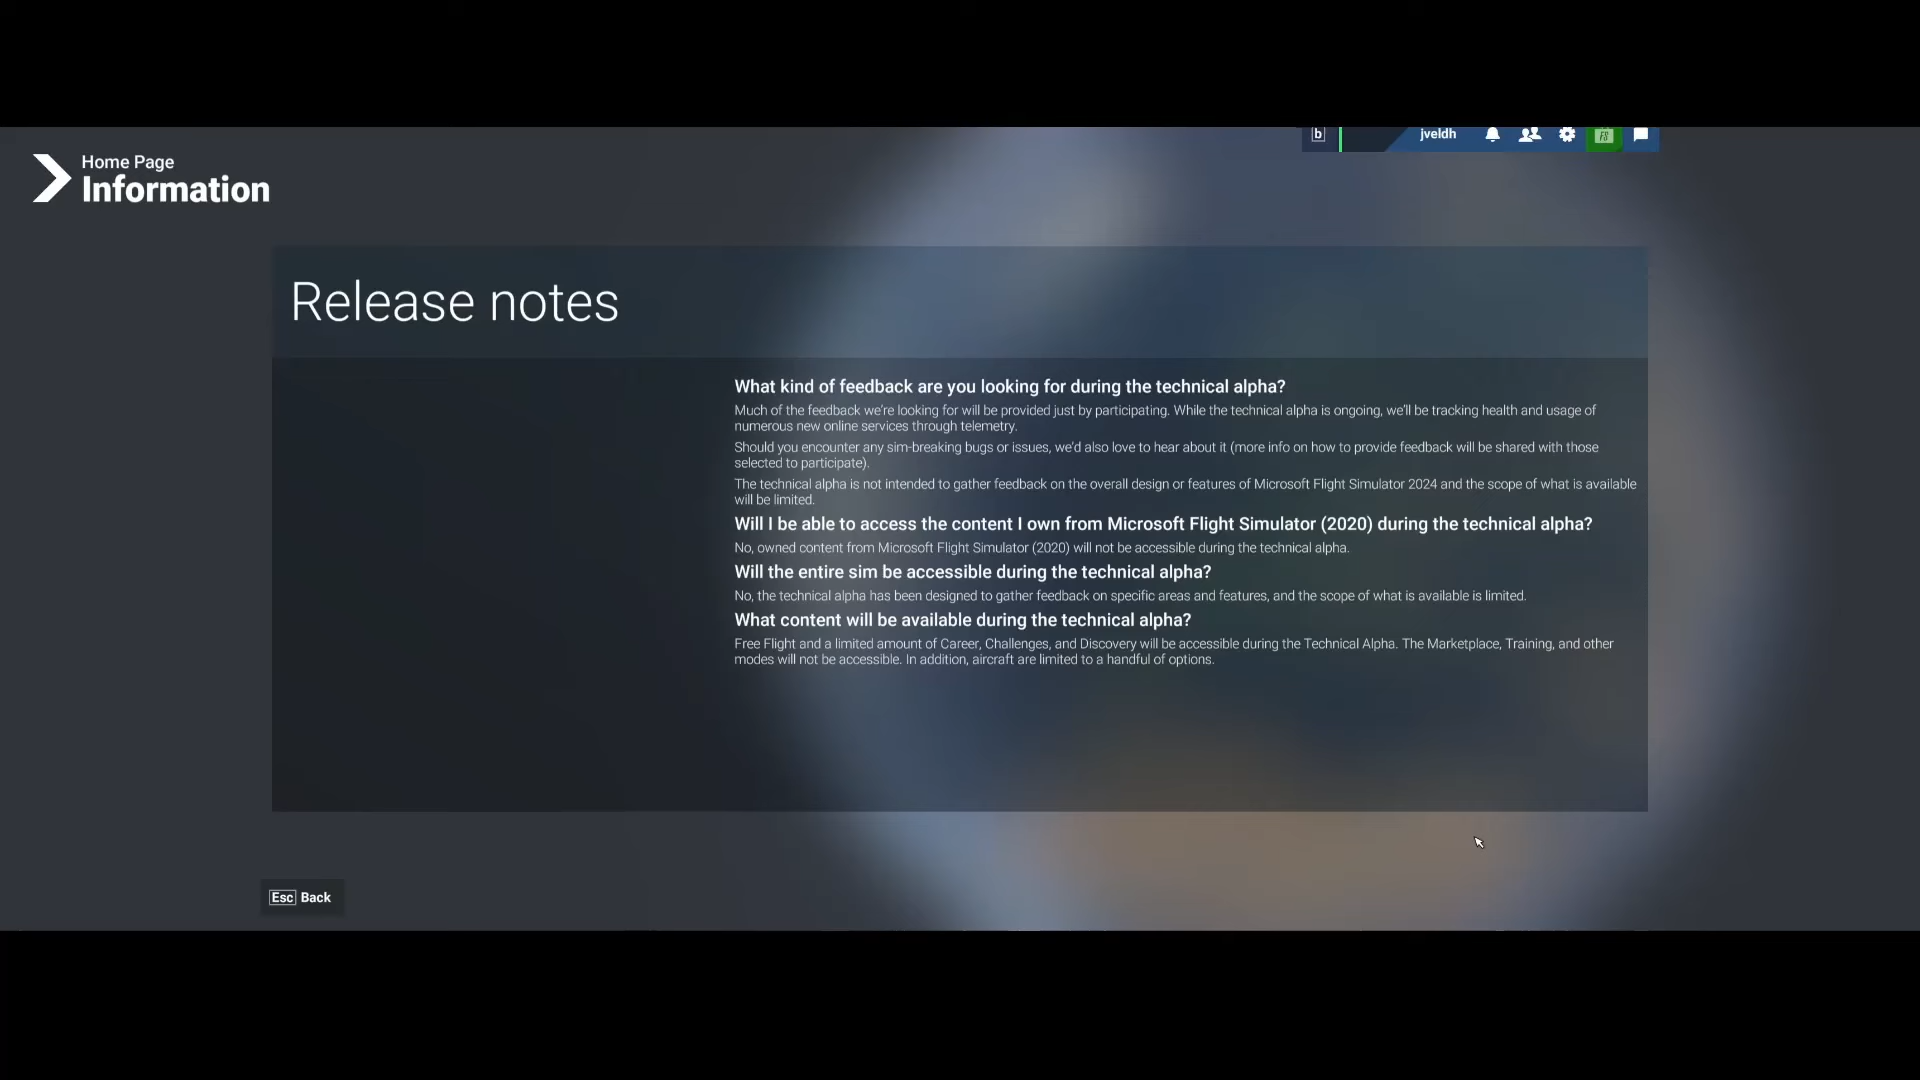 b
jveldh
FS
Home Page
Information
Release notes
What kind of feedback are you looking for during the technical alpha?
Much of the feedback we're looking for will be provided just by participating. While the technical alpha is ongoing, we'll be tracking health and usage of
numerous new online services through telemetry.
Should you encounter any sim-breaking bugs or issues, we'd also love to hear about it (more info on how to provide feedback will be shared with those
selected to participate).
The technical alpha is not intended to gather feedback on the overall design or features of Microsoft Flight Simulator 2024 and the scope of what is available
will be limited.
Will I be able to access the content I own from Microsoft Flight Simulator (2020) during the technical alpha?
No, owned content from Microsoft Flight Simulator (2020) will not be accessible during the technical alpha.
Will the entire sim be accessible during the technical alpha?
No, the technical alpha has been designed to gather feedback on specific areas and features, and the scope of what is available is limited.
What content will be available during the technical alpha?
Free Flight and a limited amount of Career, Challenges, and Discovery will be accessible during the Technical Alpha. The Marketplace, Training, and other
modes will not be accessible. In addition, aircraft are limited to a handful of options.
Esc Back